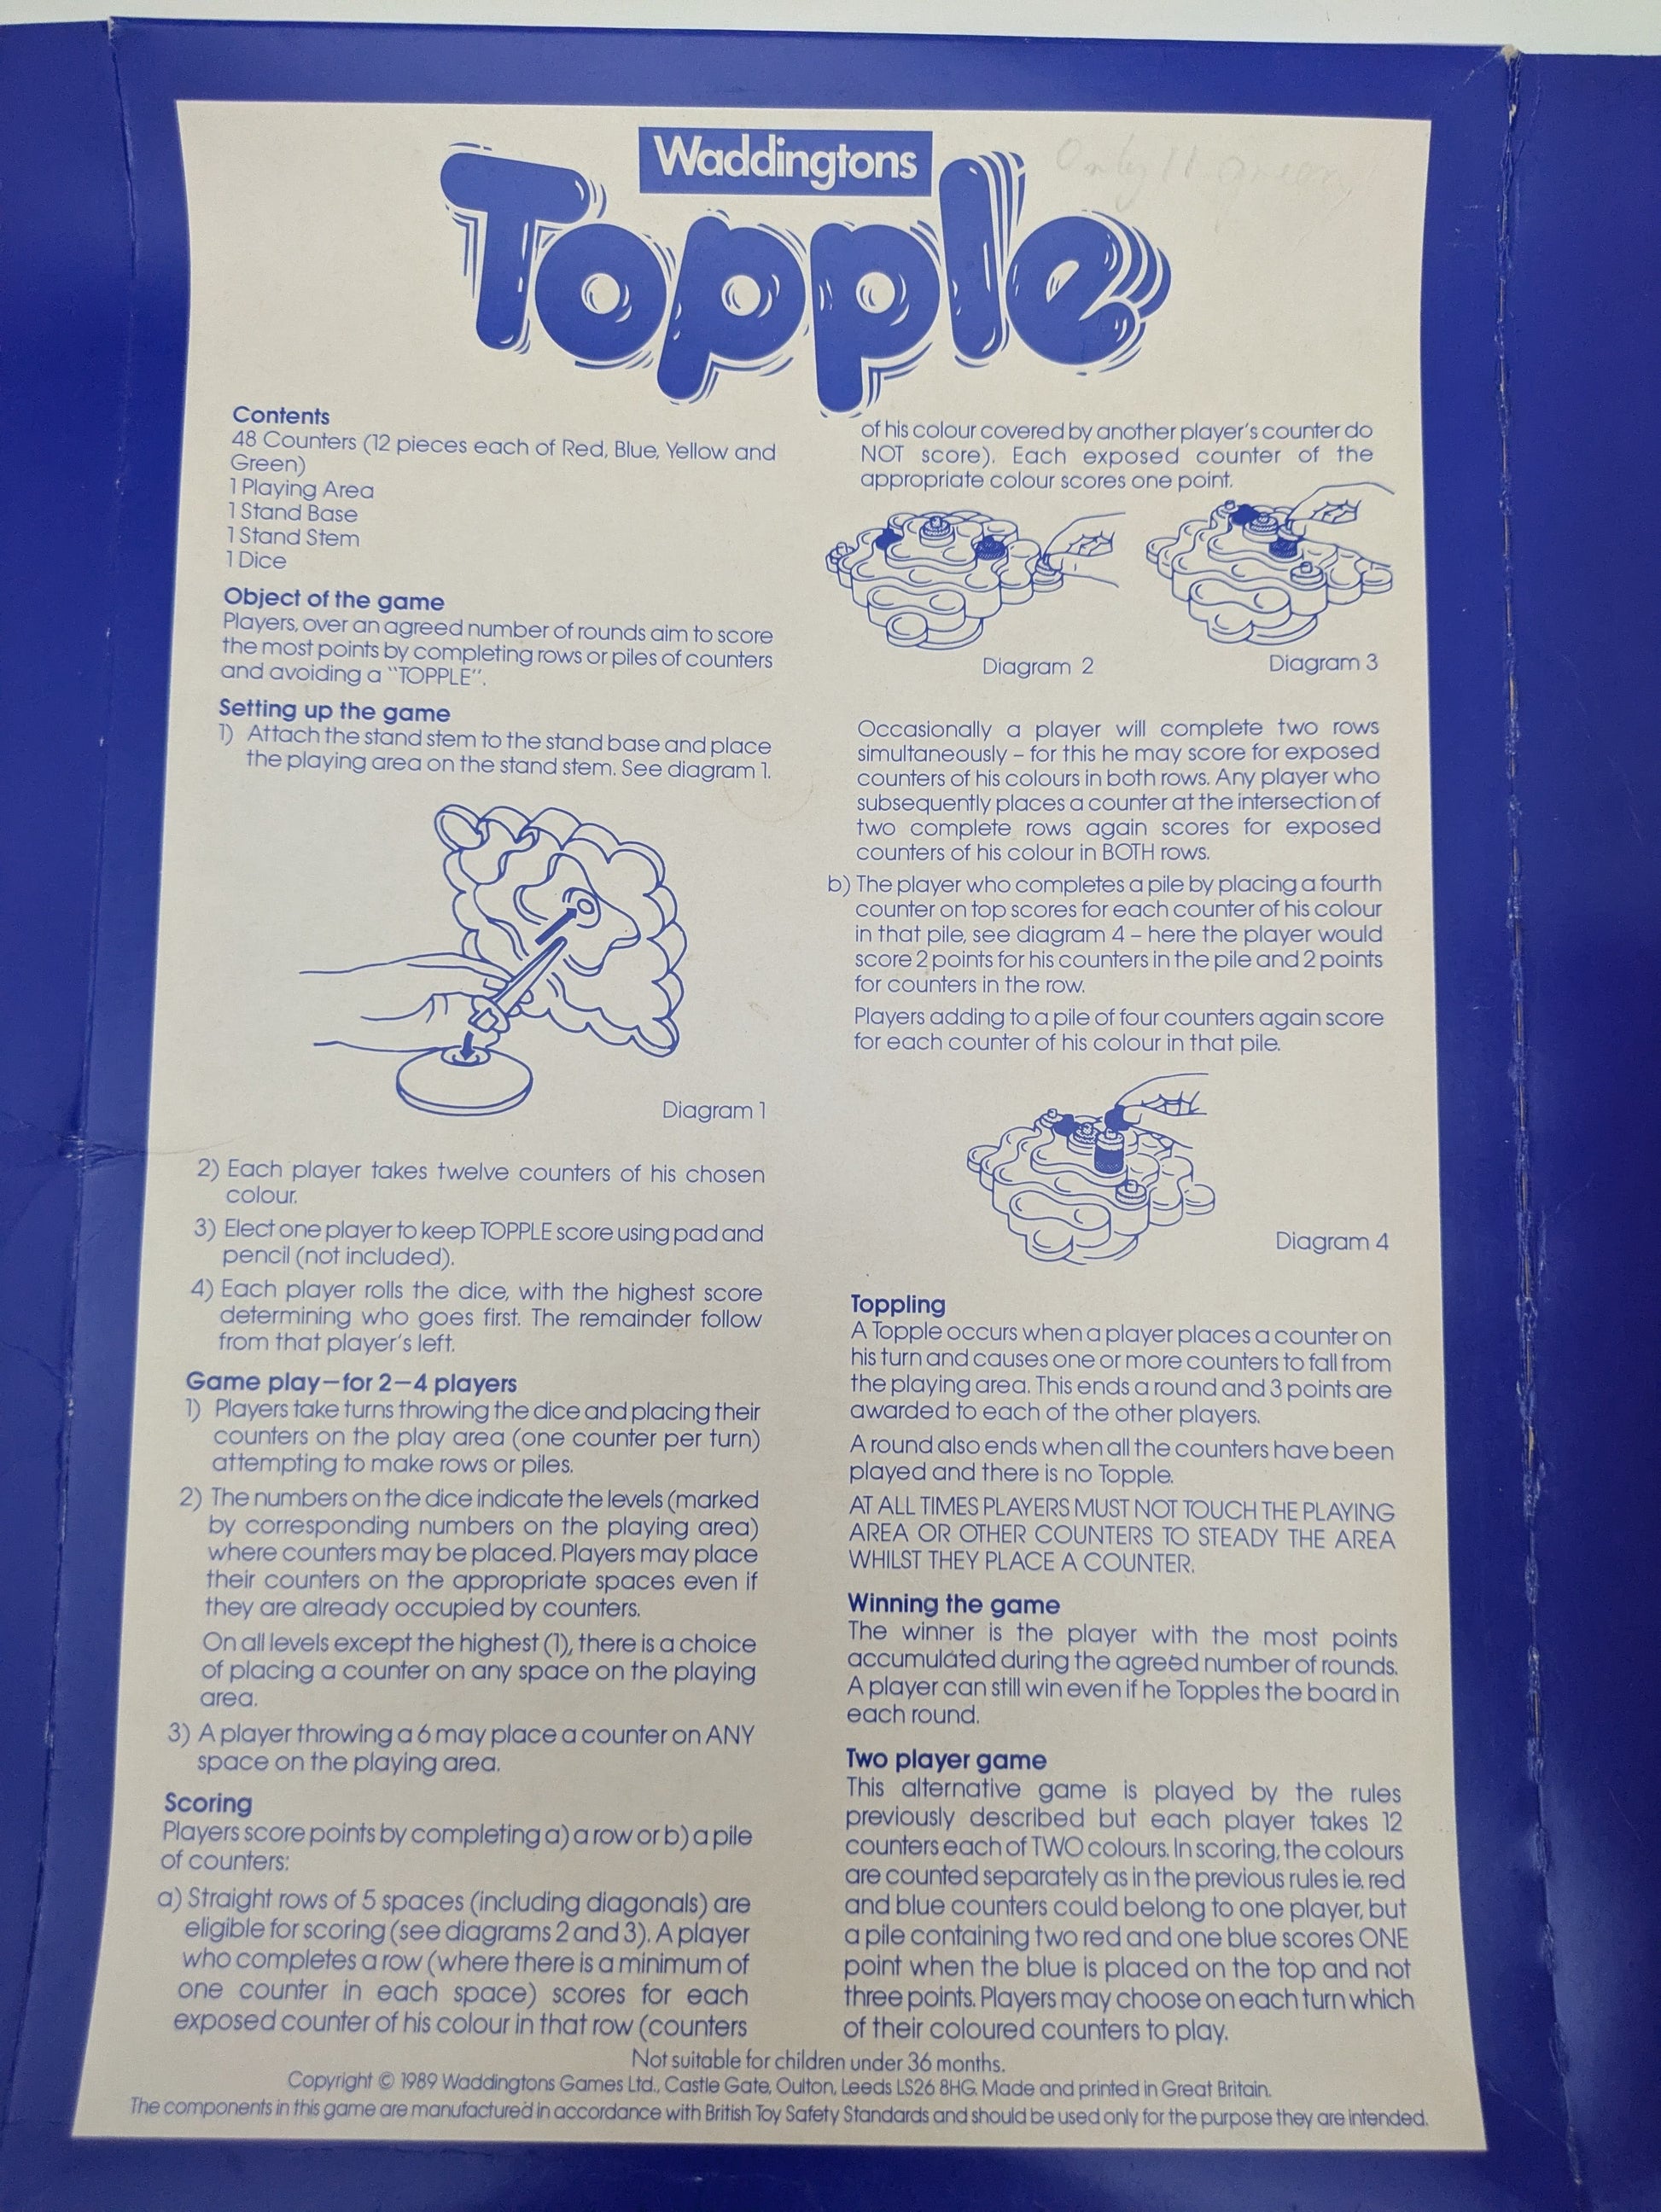 Waddingtons
Only 11 green
Topple
Contents
48 Counters (12 pieces each of Red, Blue, Yellow and
Green)
1 Playing Area
1 Stand Base
1 Stand Stem
1 Dice
Object of the game
Players, over an agreed number of rounds aim to score
the most points by completing rows or piles of counters
and avoiding a "TOPPLE".
Setting up the game
1) Attach the stand stem to the stand base and place
the playing area on the stand stem. See diagram 1.
Diagram 1
2) Each player takes twelve counters of his chosen
colour.
3) Elect one player to keep TOPPLE score using pad and
pencil (not included).
4) Each player rolls the dice, with the highest score
determining who goes first. The remainder follow
from that player's left.
Game play–for 2–4 players
1) Players take turns throwing the dice and placing their
counters on the play area (one counter per turn)
attempting to make rows or piles.
2) The numbers on the dice indicate the levels (marked
by corresponding numbers on the playing area)
where counters may be placed. Players may place
their counters on the appropriate spaces even if
they are already occupied by counters.
On all levels except the highest (1), there is a choice
of placing a counter on any space on the playing
area.
3) A player throwing a 6 may place a counter on ANY
space on the playing area.
Scoring
Players score points by completing a) a row or b) a pile
of counters:
a) Straight rows of 5 spaces (including diagonals) are
eligible for scoring (see diagrams 2 and 3). A player
who completes a row (where there is a minimum of
one counter in each space) scores for each
exposed counter of his colour in that row (counters
of his colour covered by another player's counter do
NOT score). Each exposed counter of the
appropriate colour scores one point.
Diagram 2
Diagram 3
Occasionally a player will complete two rows
simultaneously – for this he may score for exposed
counters of his colours in both rows. Any player who
subsequently places a counter at the intersection of
two complete rows again scores for exposed
counters of his colour in BOTH rows.
b) The player who completes a pile by placing a fourth
counter on top scores for each counter of his colour
in that pile, see diagram 4 – here the player would
score 2 points for his counters in the pile and 2 points
for counters in the row.
Players adding to a pile of four counters again score
for each counter of his colour in that pile.
Diagram 4
Toppling
A Topple occurs when a player places a counter on
his turn and causes one or more counters to fall from
the playing area. This ends a round and 3 points are
awarded to each of the other players.
A round also ends when all the counters have been
played and there is no Topple.
AT ALL TIMES PLAYERS MUST NOT TOUCH THE PLAYING
AREA OR OTHER COUNTERS TO STEADY THE AREA
WHILST THEY PLACE A COUNTER.
Winning the game
The winner is the player with the most points
accumulated during the agreed number of rounds.
A player can still win even if he Topples the board in
each round.
Two player game
This alternative game is played by the rules
previously described but each player takes 12
counters each of TWO colours. In scoring, the colours
are counted separately as in the previous rules ie. red
and blue counters could belong to one player, but
a pile containing two red and one blue scores ONE
point when the blue is placed on the top and not
three points. Players may choose on each turn which
of their coloured counters to play.
Not suitable for children under 36 months.
Copyright © 1989 Waddingtons Games Ltd., Castle Gate, Oulton, Leeds LS26 8HG. Made and printed in Great Britain.
The components in this game are manufactured in accordance with British Toy Safety Standards and should be used only for the purpose they are intended.